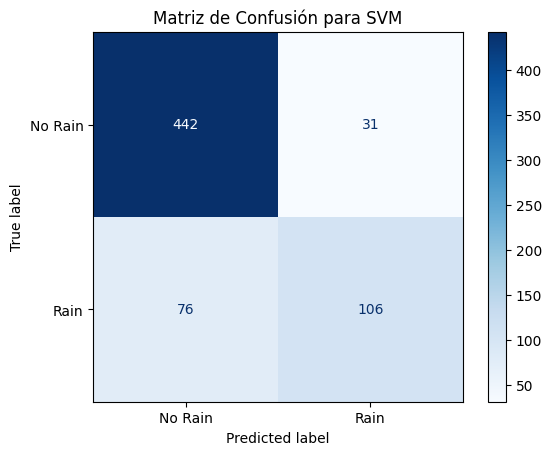 Matriz de Confusión para SVM
True label
No Rain
442
31
Rain
76
106
No Rain
Rain
Predicted label
400
350
300
250
200
150
100
50